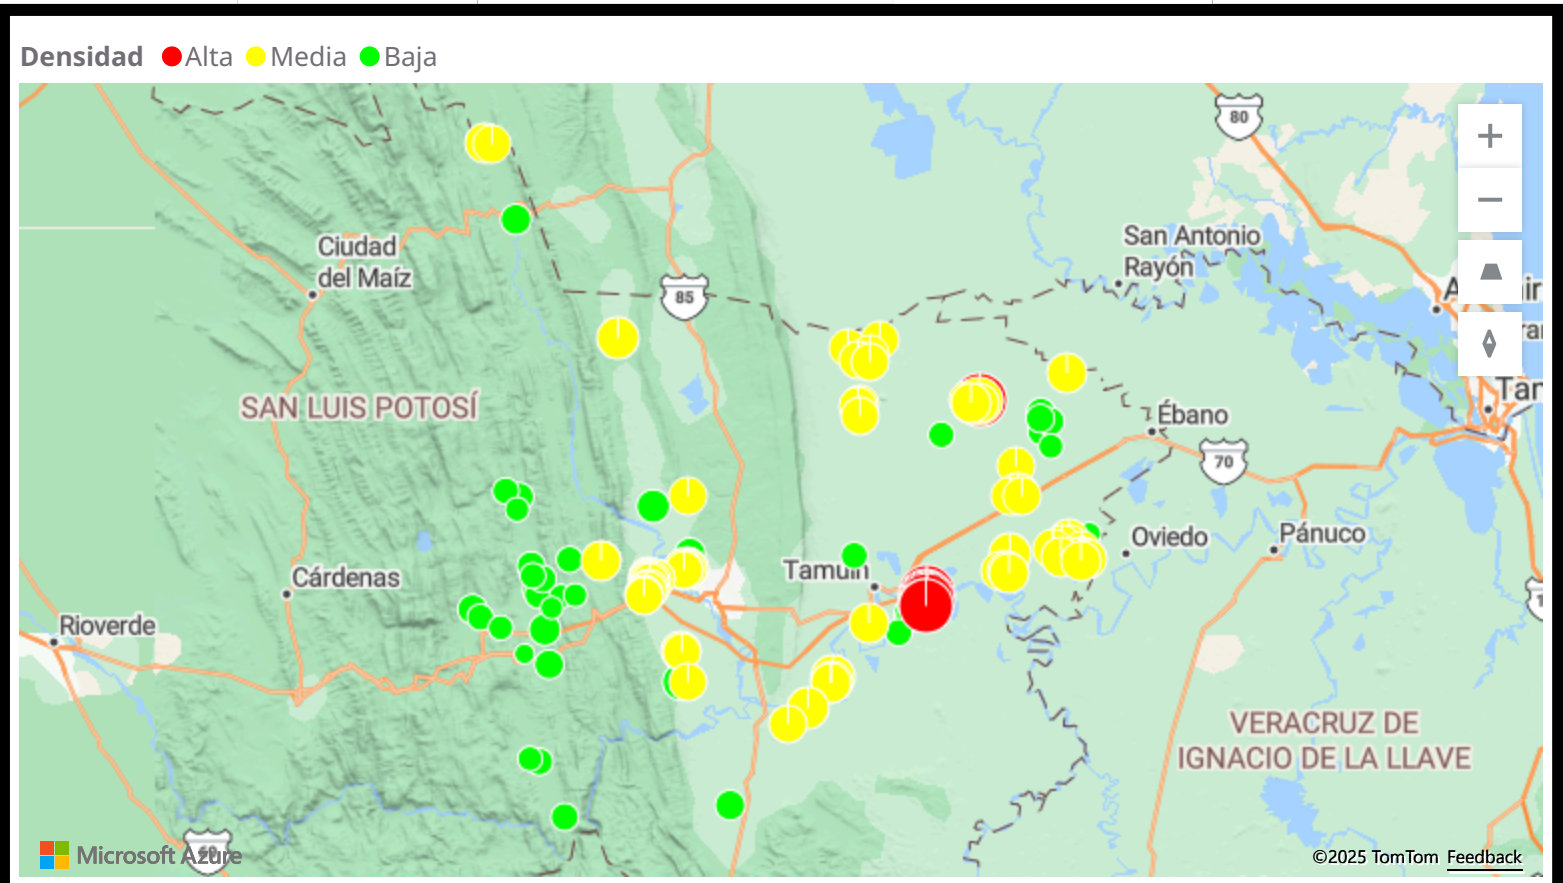 Densidad Alta Media Baja
80
San Antonio
Rayón
Ciudad
del Maíz
85
SAN LUIS POTOSÍ
Ébano
70
Tamuín
Oviedo
Pánuco
Cárdenas
Rioverde
VERACRUZ DE
IGNACIO DE LA LLAVE
Microsoft Azure
©2025 TomTom Feedback